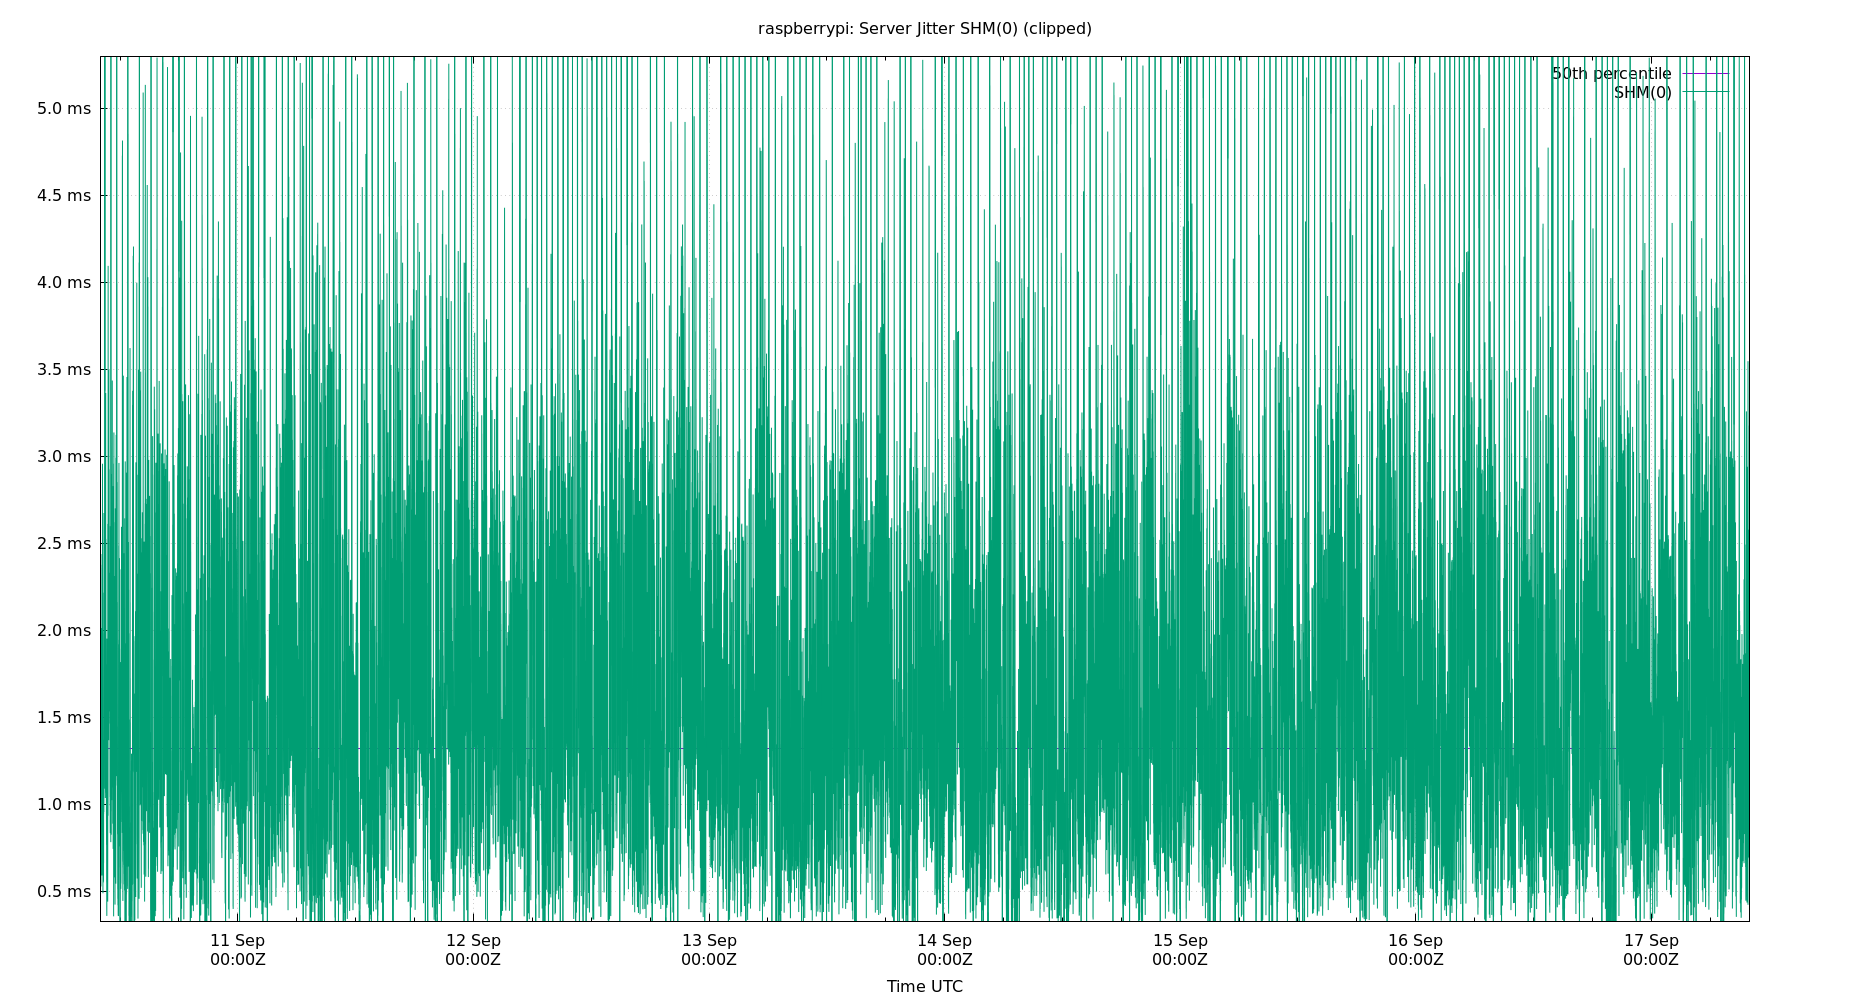 raspberrypi: Server Jitter SHM(0) (clipped)
50th percentile
SHM(0)
5.0 ms
4.5 ms
4.0 ms
3.5 ms
3.0 ms
2.5 ms
2.0 ms
1.5 ms
1.0 ms
0.5 ms
11 Sep 12 Sep 13 Sep 14 Sep 15 Sep 16 Sep 17 Sep
00:00Z 00:00Z 00:00Z 00:00Z 00:00Z 00:00Z 00:00Z
Time UTC